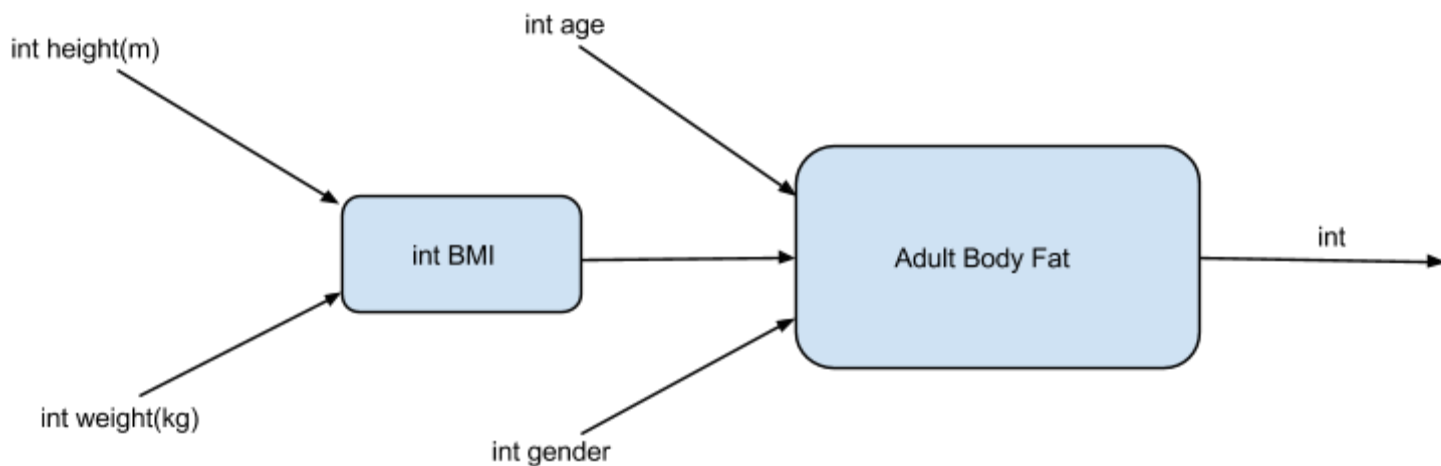 int height(m)
int age
int BMI
Adult Body Fat
int
int weight(kg)
int gender